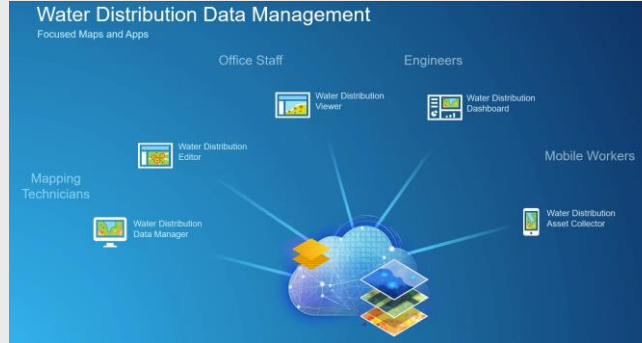 Water Distribution Data Management
Focused Maps and Apps
Office Staff
Engineers
Water Distribution
Viewer
Water Distribution
Dashboard
Water Distribution
Editor
Mobile Workers
Mapping
Technicians
Water Distribution
Data Manager
Water Distribution
Asset Collector